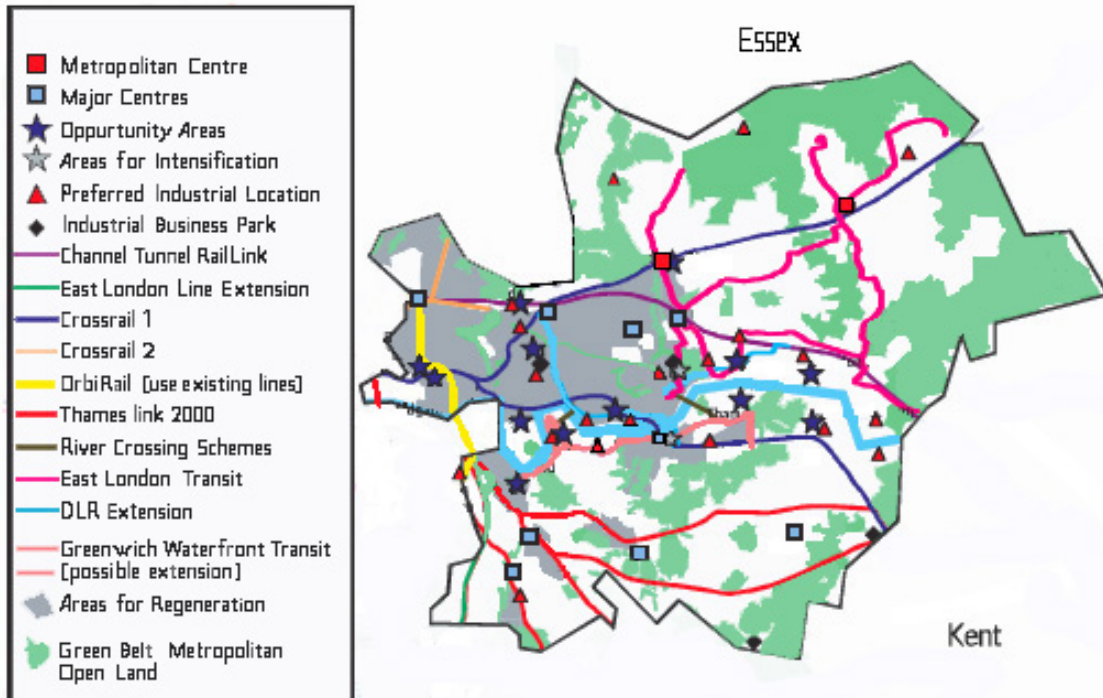 Metropolitan Centre
Major Centres
Oppurtunity Areas
Areas for Intensification
Preferred Industrial Location
Industrial Business Park
Channel Tunnel RailLink
East London Line Extension
Crossrail 1
Crossrail 2
OrbiRail [use existing lines]
Thames link 2000
River Crossing Schemes
East London Transit
DLR Extension
Greenwich Waterfront Transit
[possible extension]
Areas for Regeneration
Green Belt Metropolitan
Open Land
Essex
Kent